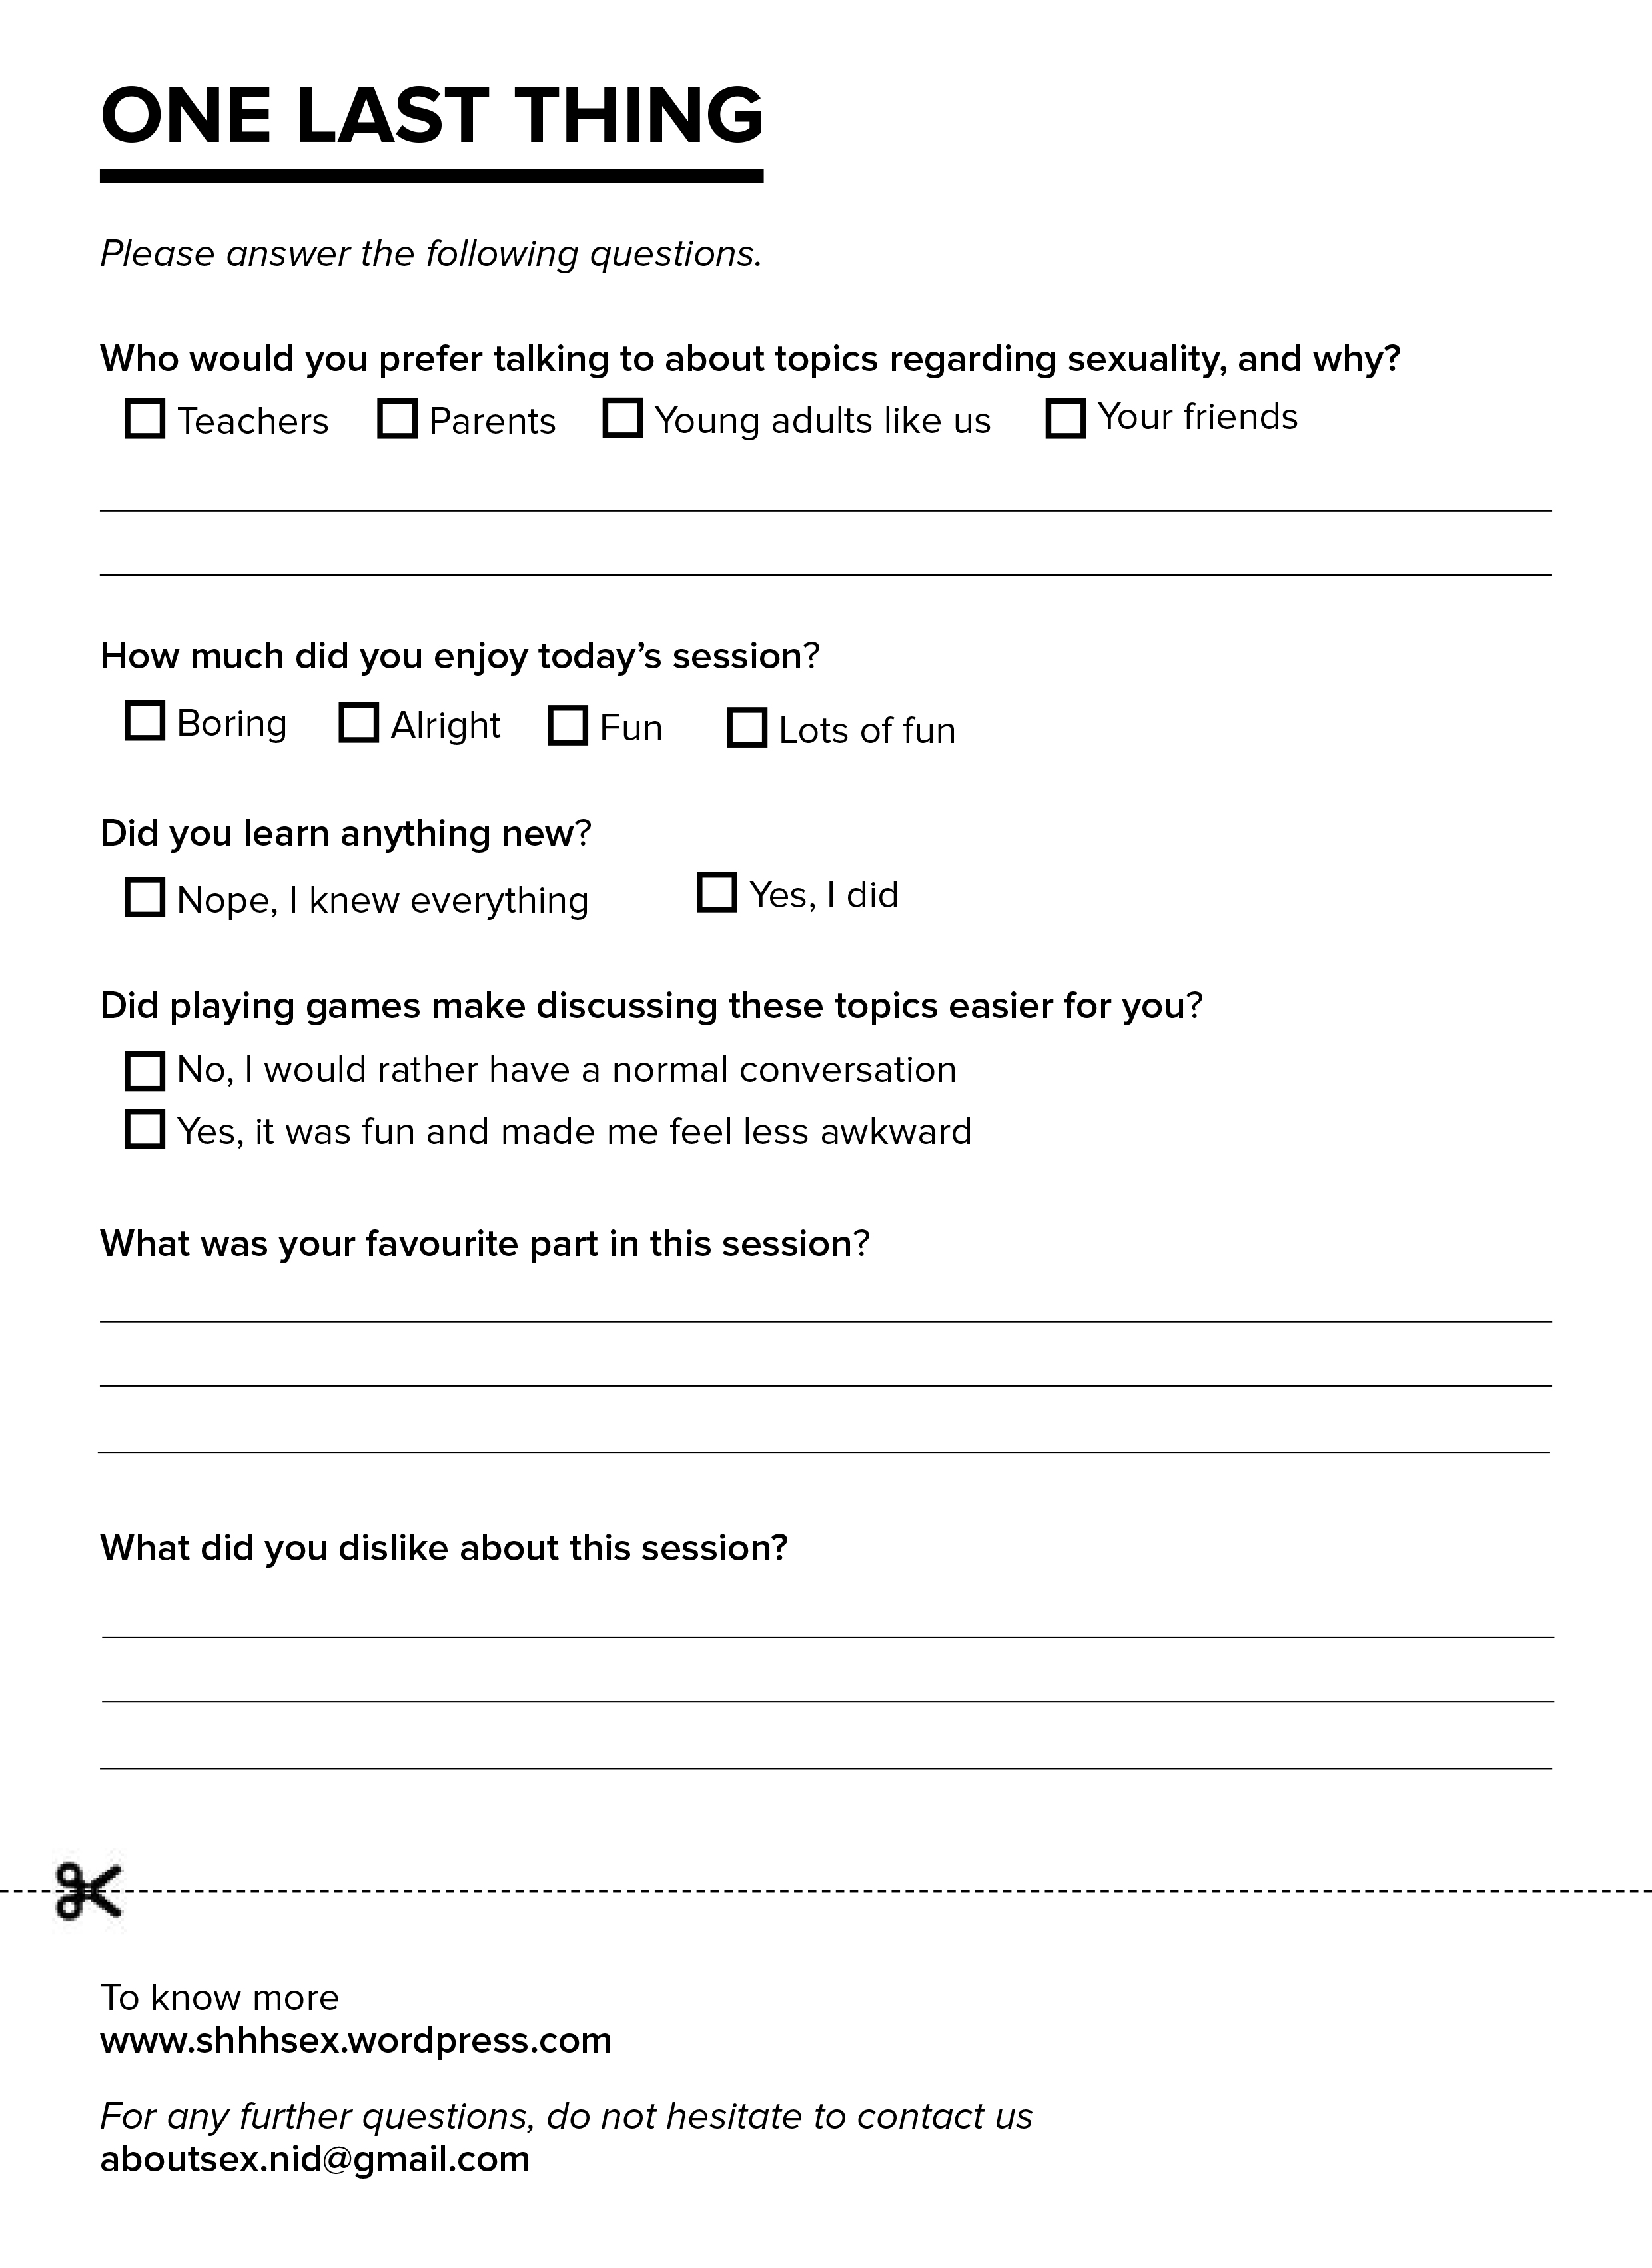 ONE LAST THING
Please answer the following questions.
Who would you prefer talking to about topics regarding sexuality, and why?
Teachers Parents Young adults like us Your friends
How much did you enjoy today’s session?
Boring Alright Fun Lots of fun
Did you learn anything new?
Nope, I knew everything Yes, I did
Did playing games make discussing these topics easier for you?
No, I would rather have a normal conversation
Yes, it was fun and made me feel less awkward
What was your favourite part in this session?
What did you dislike about this session?
To know more
www.shhhsex.wordpress.com
For any further questions, do not hesitate to contact us
aboutsex.nid@gmail.com